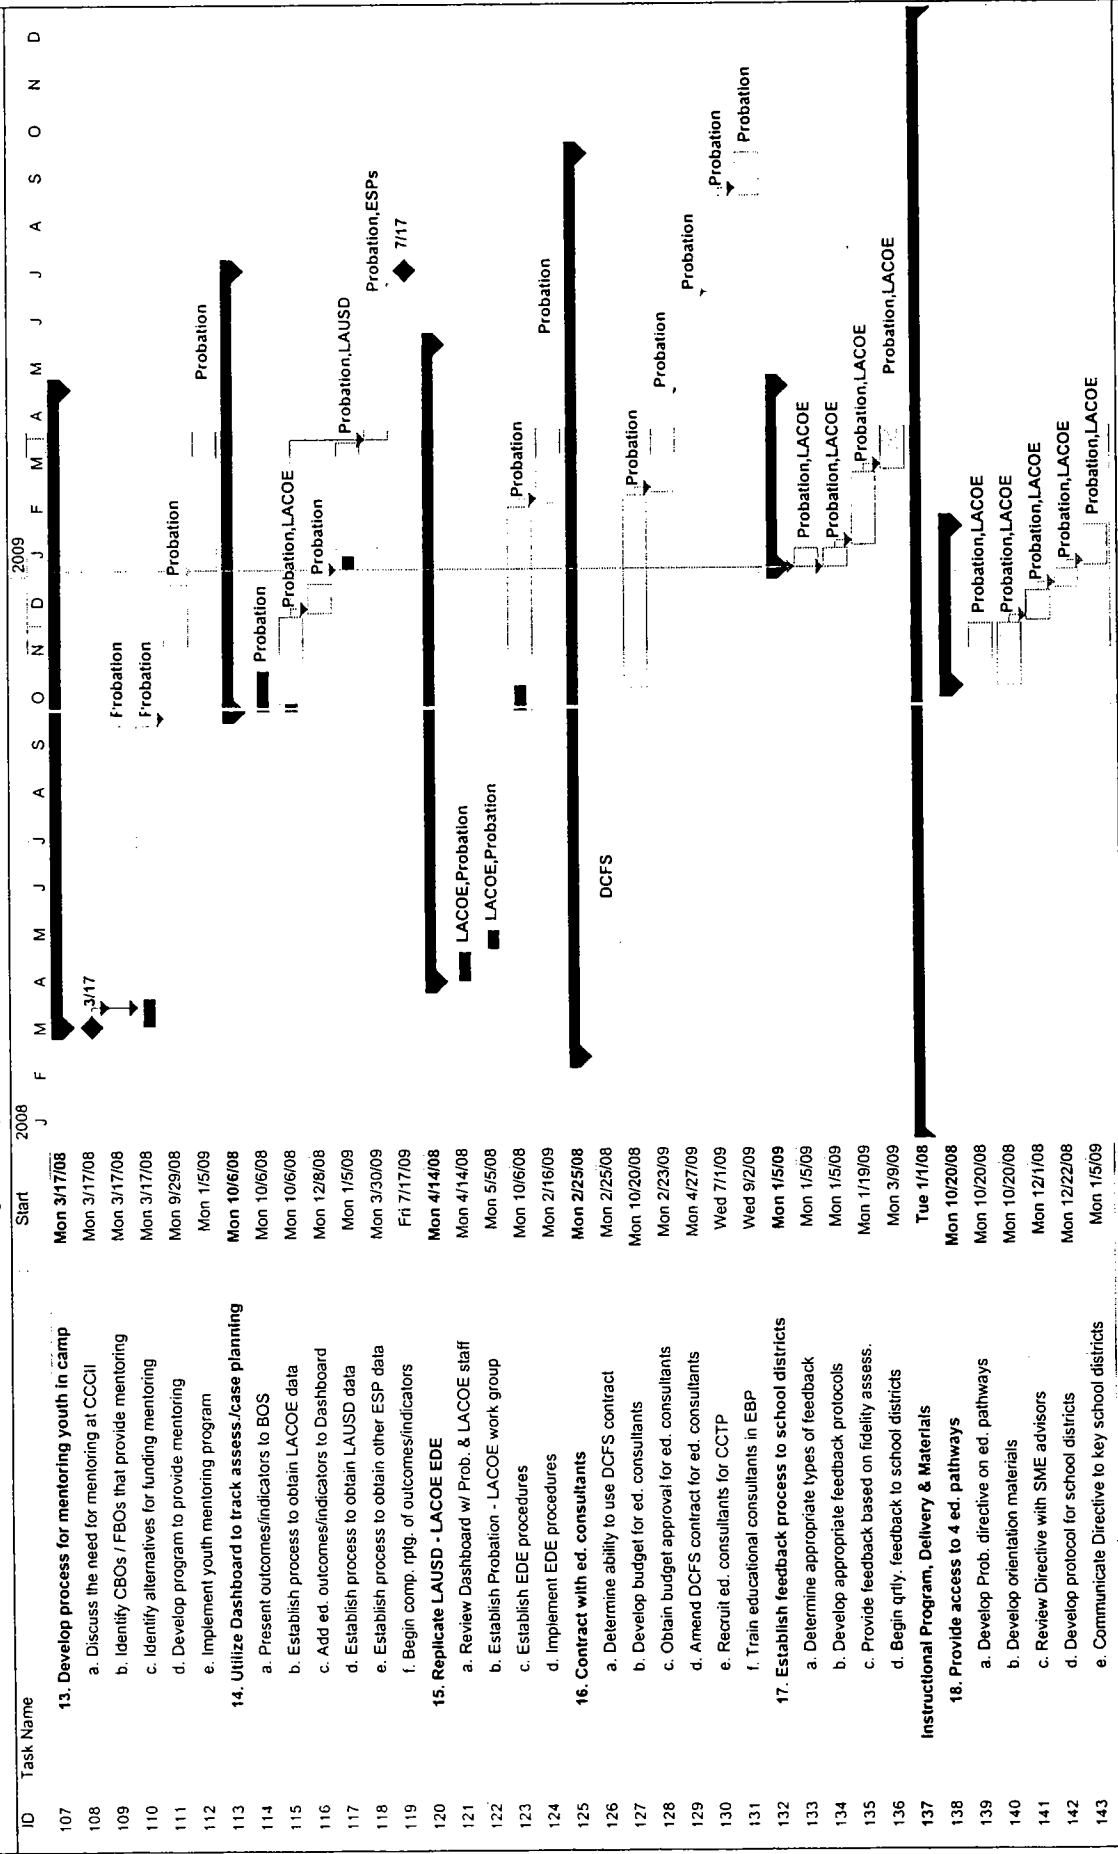 ID Task Name Start 2008 2009
J F M A M J J A S O N D J F M A M J J A S O N D
107 13. Develop process for mentoring youth in camp Mon 3/17/08
108 a. Discuss the need for mentoring at CCCil Mon 3/17/08 3/17
109 b. Identify CBOs / FBOs that provide mentoring Mon 3/17/08 Probation
110 c. Identify alternatives for funding mentoring Mon 3/17/08 Probation
111 d. Develop program to provide mentoring Mon 9/29/08 Probation
112 e. Implement youth mentoring program Mon 1/5/09 Probation
113 14. Utilize Dashboard to track assess./case planning Mon 10/6/08
114 a. Present outcomes/indicators to BOS Mon 10/6/08 Probation
115 b. Establish process to obtain LACOE data Mon 10/6/08 Probation,LACOE
116 c. Add ed. outcomes/indicators to Dashboard Mon 12/8/08 Probation
117 d. Establish process to obtain LAUSD data Mon 1/5/09 Probation,LAUSD
118 e. Establish process to obtain other ESP data Mon 3/30/09 Probation,ESPs
119 f. Begin comp. rptg. of outcomes/indicators Fri 7/17/09 7/17
120 15. Replicate LAUSD - LACOE EDE Mon 4/14/08
121 a. Review Dashboard w/ Prob. & LACOE staff Mon 4/14/08 LACOE,Probation
122 b. Establish Probation - LACOE work group Mon 5/5/08 LACOE,Probation
123 c. Establish EDE procedures Mon 10/6/08 Probation
124 d. Implement EDE procedures Mon 2/16/09 Probation
125 16. Contract with ed. consultants Mon 2/25/08
126 a. Determine ability to use DCFS contract Mon 2/25/08 DCFS
127 b. Develop budget for ed. consultants Mon 10/20/08 Probation
128 c. Obtain budget approval for ed. consultants Mon 2/23/09 Probation
129 d. Amend DCFS contract for ed. consultants Mon 4/27/09 Probation
130 e. Recruit ed. consultants for CCTP Wed 7/1/09 Probation
131 f. Train educational consultants in EBP Wed 9/2/09 Probation
132 17. Establish feedback process to school districts Mon 1/5/09
133 a. Determine appropriate types of feedback Mon 1/5/09 Probation,LACOE
134 b. Develop appropriate feedback protocols Mon 1/5/09 Probation,LACOE
135 c. Provide feedback based on fidelity assess. Mon 1/19/09 Probation,LACOE
136 d. Begin qrtly. feedback to school districts Mon 3/9/09 Probation,LACOE
137 Instructional Program, Delivery & Materials Tue 1/1/08
138 18. Provide access to 4 ed. pathways Mon 10/20/08
139 a. Develop Prob. directive on ed. pathways Mon 10/20/08 Probation,LACOE
140 b. Develop orientation materials Mon 10/20/08 Probation,LACOE
141 c. Review Directive with SME advisors Mon 12/1/08 Probation,LACOE
142 d. Develop protocol for school districts Mon 12/22/08 Probation,LACOE
143 e. Communicate Directive to key school districts Mon 1/5/09 Probation,LACOE